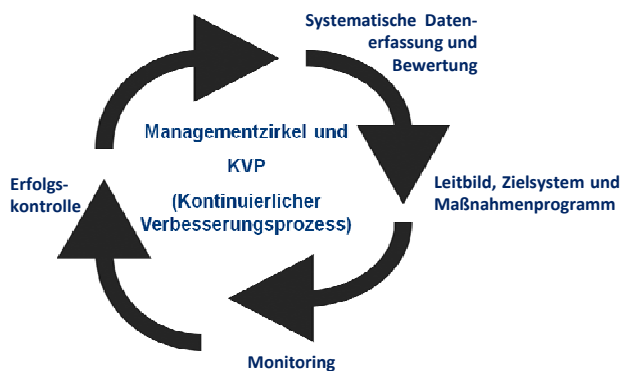 Systematische Daten-
erfassung und
Bewertung
Managementzirkel und
KVP
(Kontinuierlicher
Verbesserungsprozess)
Erfolgs-
kontrolle
Leitbild, Zielsystem und
Maßnahmenprogramm
Monitoring